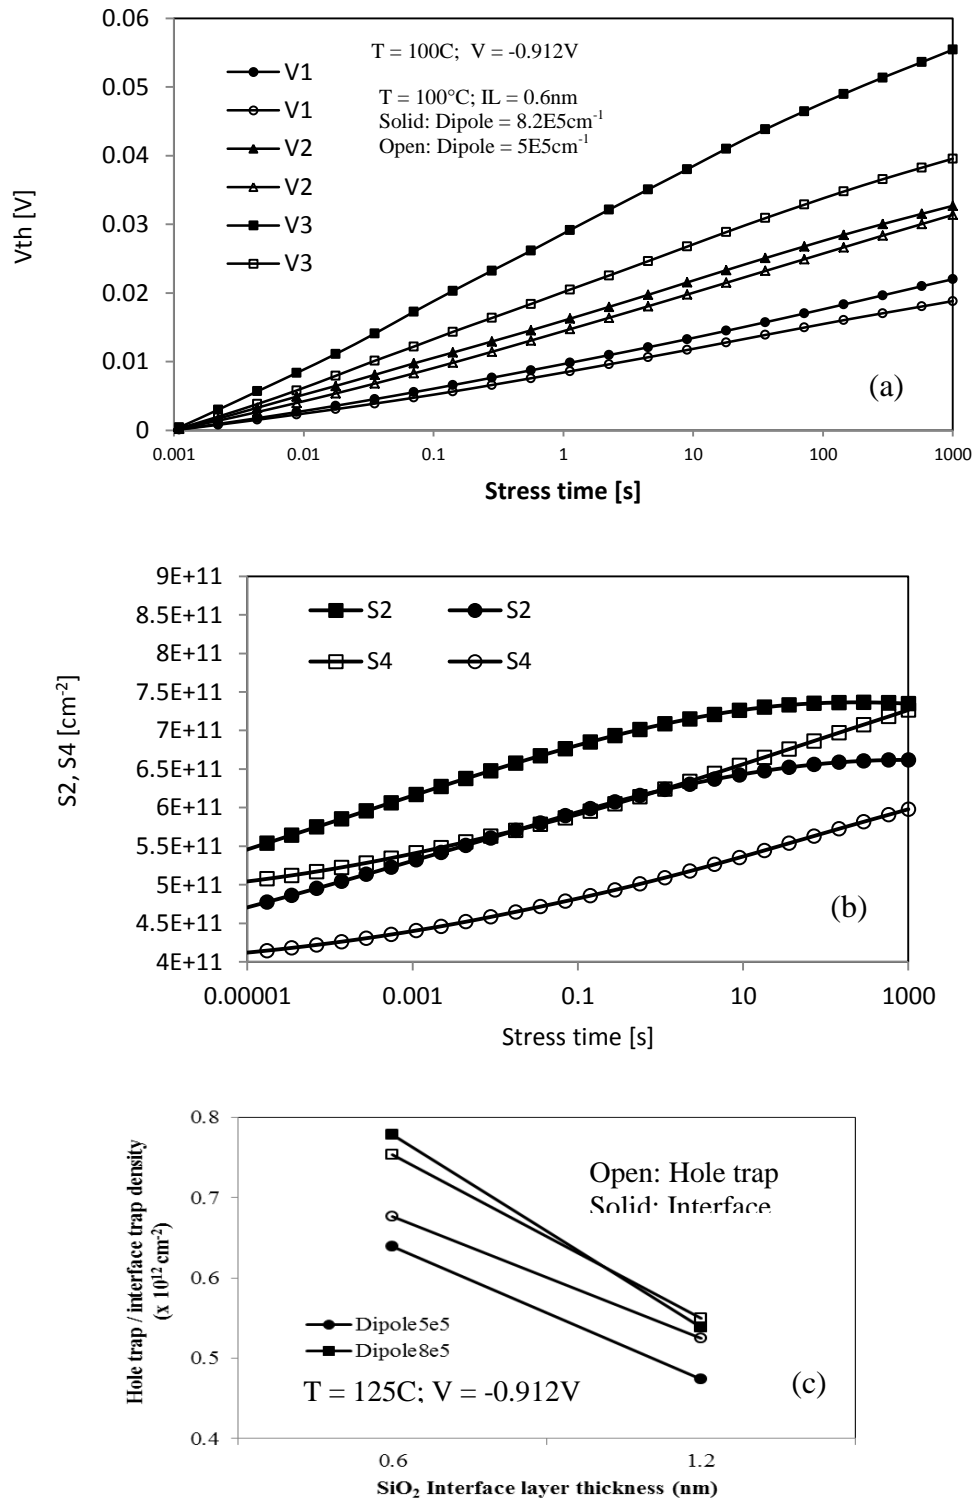 0.06
0.05
0.04
0.03
0.02
0.01
0
Vth [V]
V1
V1
V2
V2
V3
V3
T = 100C; V = -0.912V
T = 100°C; IL = 0.6nm
Solid: Dipole = 8.2E5cm⁻¹
Open: Dipole = 5E5cm⁻¹
(a)
0.001 0.01 0.1 1 10 100 1000
Stress time [s]
9E+11
8.5E+11
8E+11
7.5E+11
7E+11
6.5E+11
6E+11
5.5E+11
5E+11
4.5E+11
4E+11
S2, S4 [cm⁻²]
S2 S2
S4 S4
(b)
0.00001 0.001 0.1 10 1000
Stress time [s]
0.8
0.7
0.6
0.5
0.4
Hole trap / interface trap density
(x 10¹² cm⁻²)
Open: Hole trap
Solid: Interface
Dipole5e5
Dipole8e5
T = 125C; V = -0.912V
(c)
0.6 1.2
SiO₂ Interface layer thickness (nm)